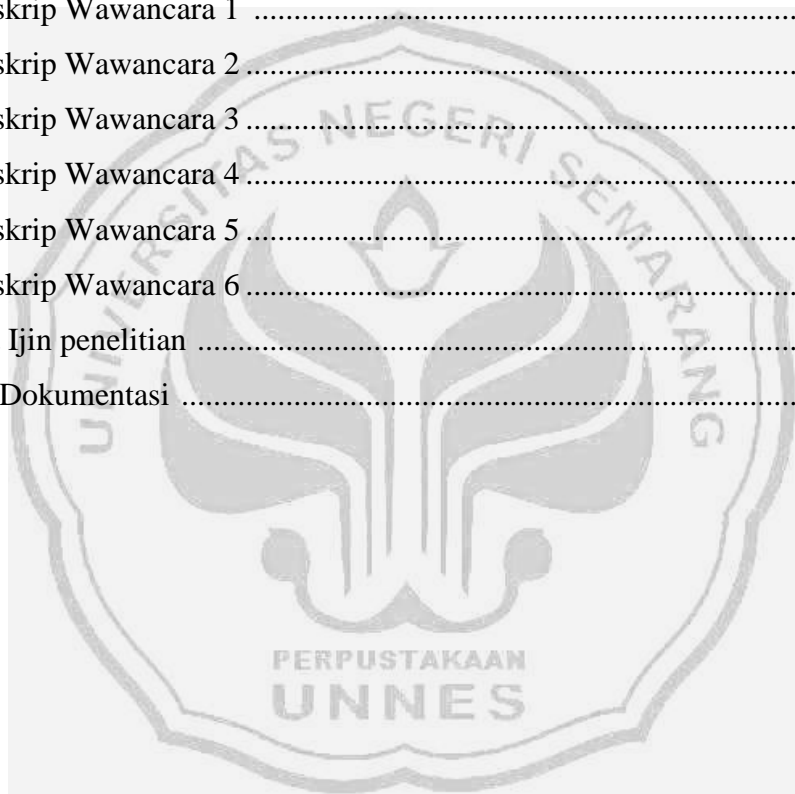 skrip Wawancara 1 ........................................................................
skrip Wawancara 2 ........................................................................
skrip Wawancara 3 ........................................................................
skrip Wawancara 4 ........................................................................
skrip Wawancara 5 ........................................................................
skrip Wawancara 6 ........................................................................
Ijin penelitian ........................................................................
Dokumentasi ........................................................................
UNIVERSITAS NEGERI SEMARANG
PERPUSTAKAAN
UNNES